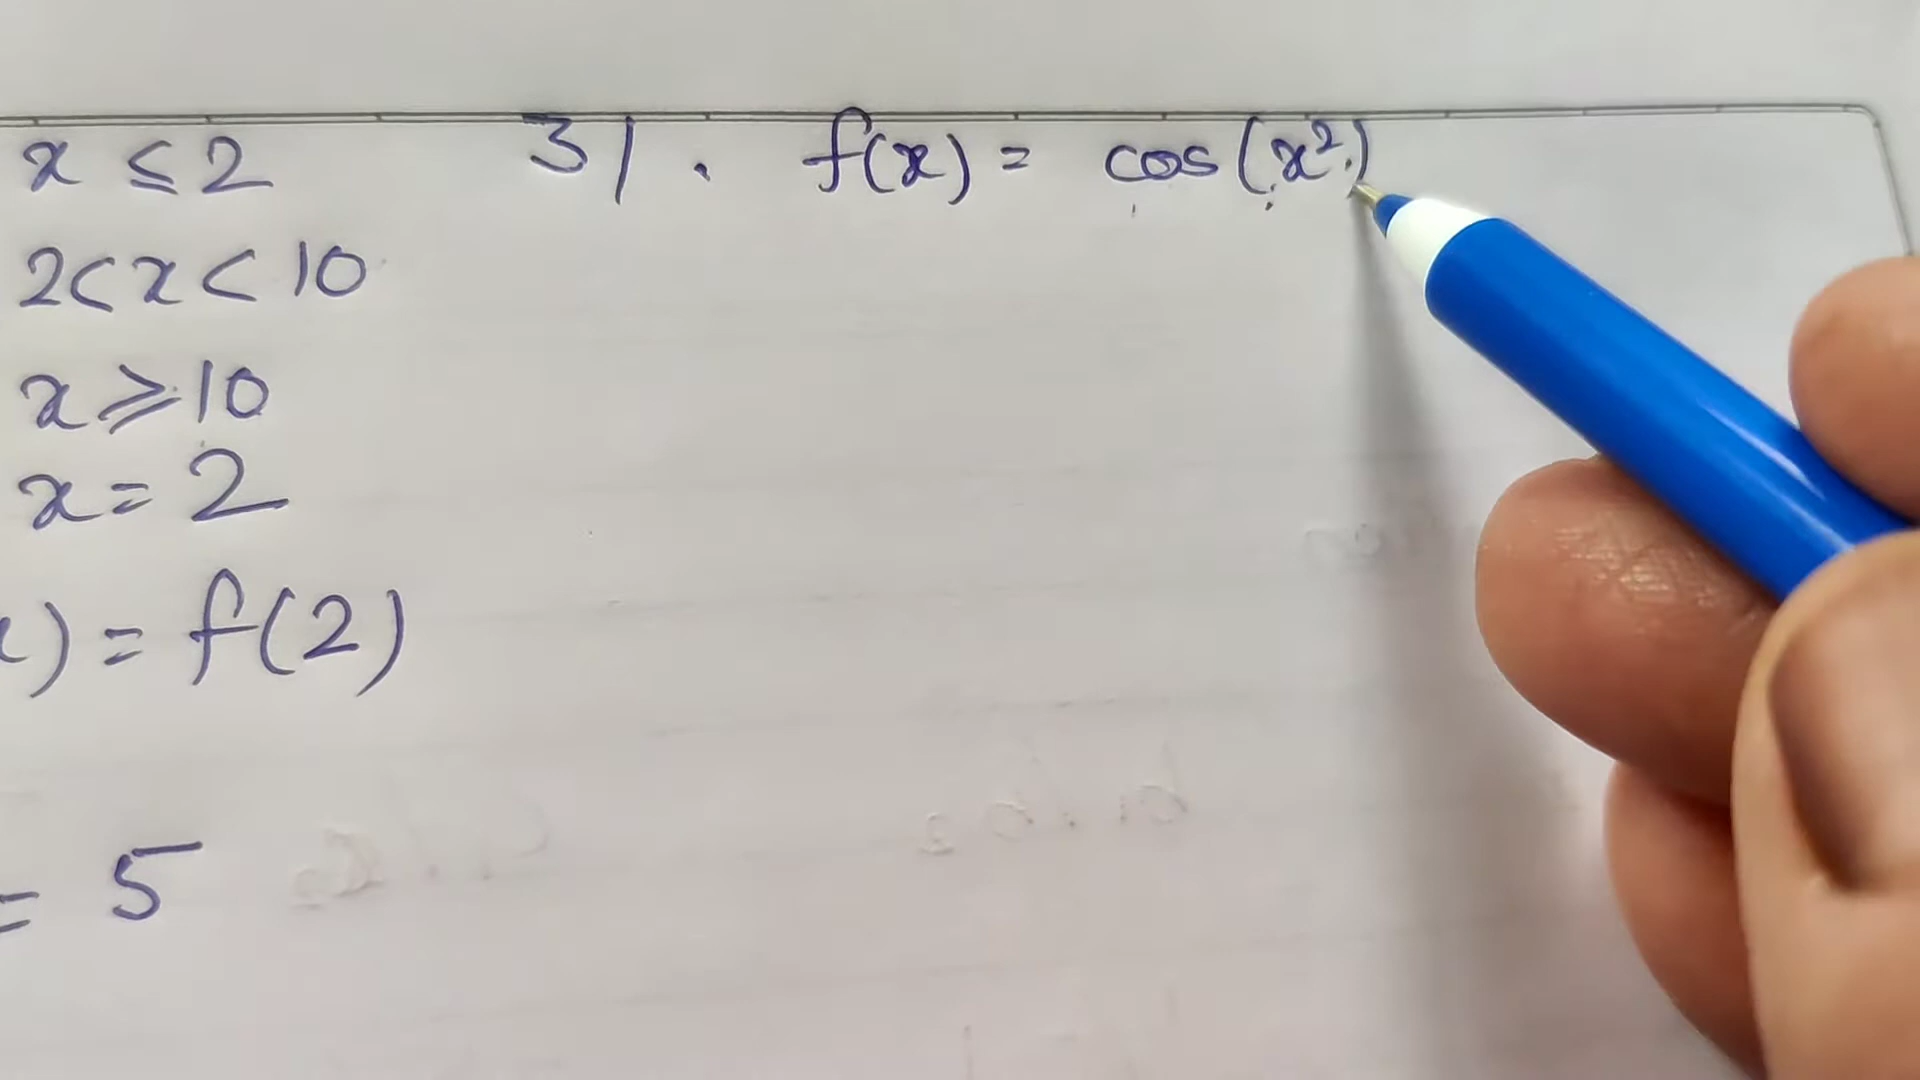 x ≤ 2
2 < x < 10
x ⩾ 10
x = 2
) = f(2)
= 5
31. f(x) = cos(x²)